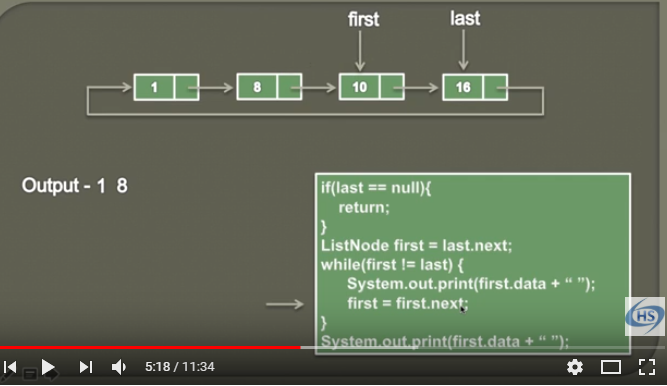 first last
1 8 10 16
Output - 1 8
if(last == null){
return;
}
ListNode first = last.next;
while(first != last) {
System.out.print(first.data + “ ”);
first = first.next;
}
System.out.print(first.data + “ ”);
HS
5:18 / 11:34